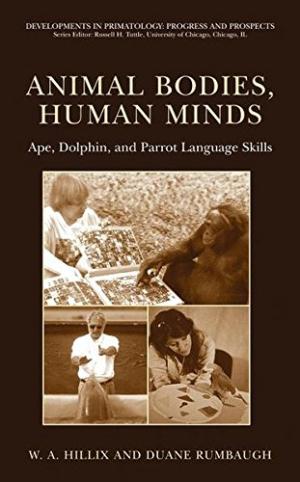 DEVELOPMENTS IN PRIMATOLOGY: PROGRESS AND PROSPECTS
Series Editor: Russell H. Tuttle, University of Chicago, Chicago, IL
ANIMAL BODIES,
HUMAN MINDS
Ape, Dolphin, and Parrot Language Skills
W. A. HILLIX AND DUANE RUMBAUGH